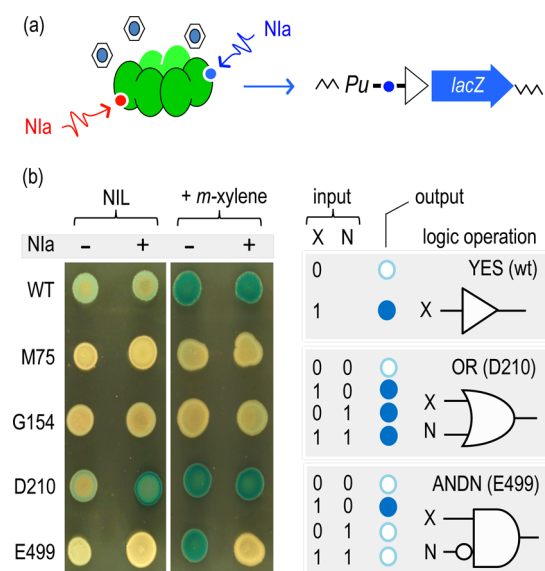 (a)
NIa
NIa
Pu
lacZ
(b)
NIL
+ m-xylene
NIa
– + – +
WT
M75
G154
D210
E499
input
output
X N
logic operation
0
1
YES (wt)
X
0 0
1 0
0 1
1 1
OR (D210)
X
N
0 0
1 0
0 1
1 1
ANDN (E499)
X
N